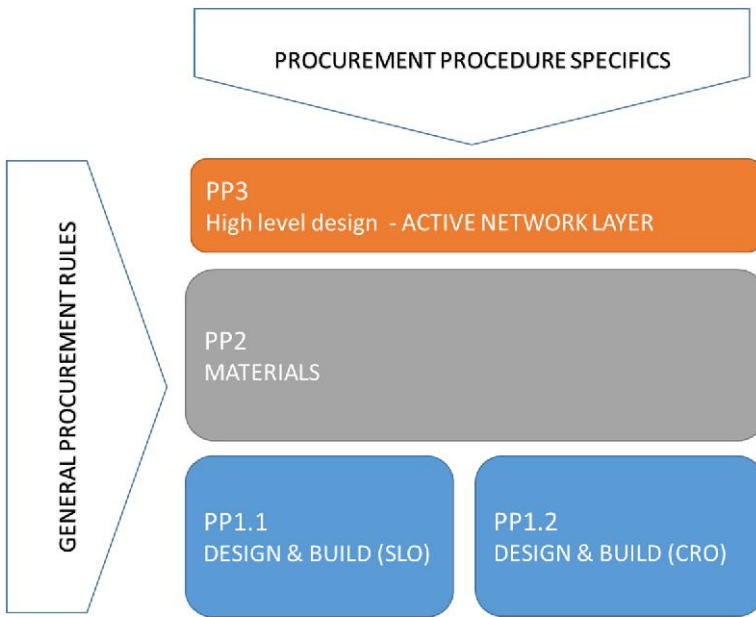 PROCUREMENT PROCEDURE SPECIFICS
GENERAL PROCUREMENT RULES
PP3
High level design - ACTIVE NETWORK LAYER
PP2
MATERIALS
PP1.1
DESIGN & BUILD (SLO)
PP1.2
DESIGN & BUILD (CRO)